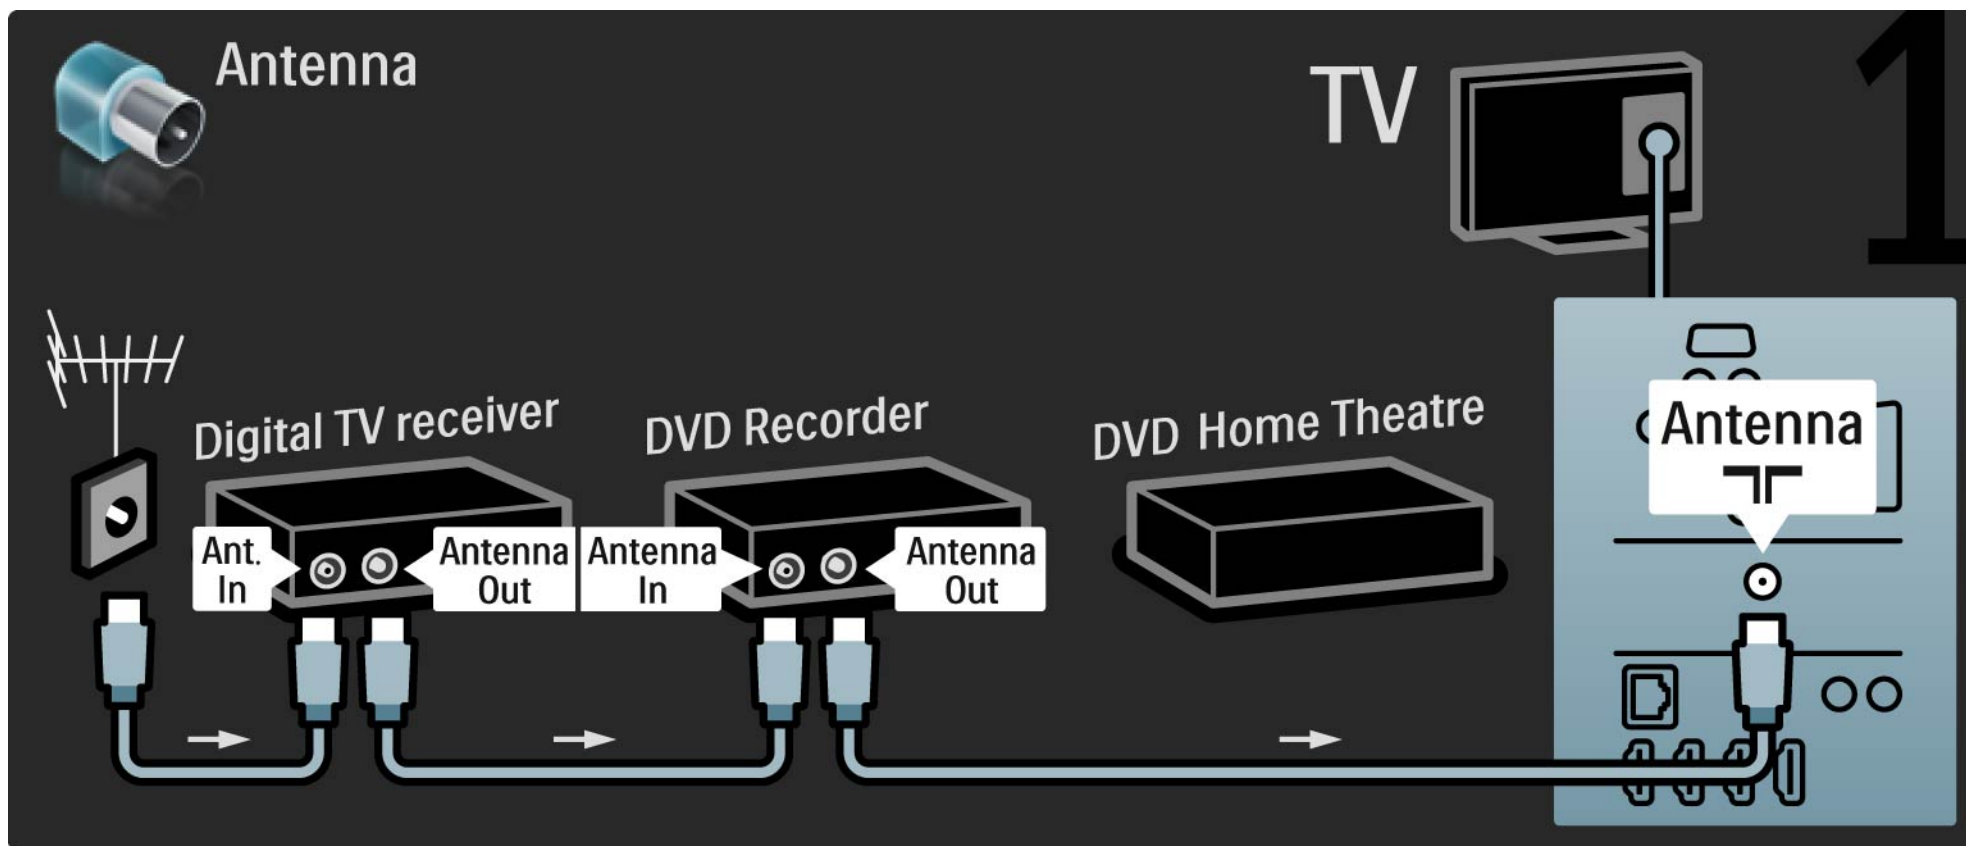 Antenna
TV
1
Digital TV receiver
DVD Recorder
DVD Home Theatre
Antenna
Ant.
In
Antenna
Out
Antenna
In
Antenna
Out